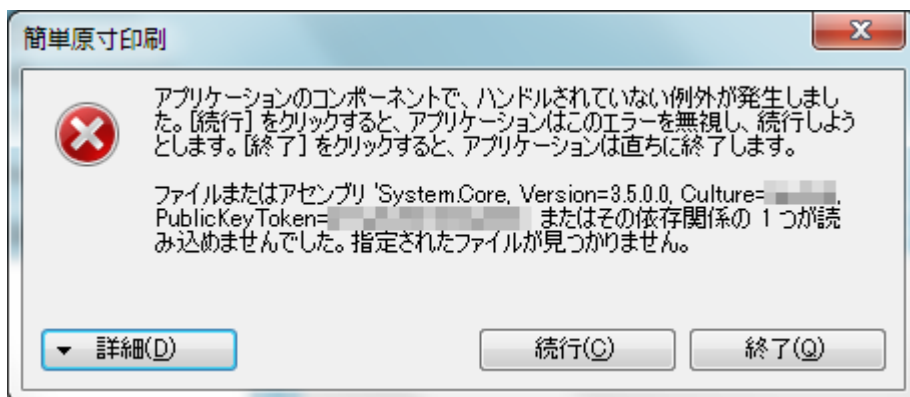 簡単原寸印刷
アプリケーションのコンポーネントで、ハンドルされていない例外が発生しまし
た。[続行] をクリックすると、アプリケーションはこのエラーを無視し、続行しよう
とします。[終了] をクリックすると、アプリケーションは直ちに終了します。
ファイルまたはアセンブリ 'System.Core, Version=3.5.0.0, Culture=
PublicKeyToken= またはその依存関係の 1 つが読
み込めませんでした。指定されたファイルが見つかりません。
詳細(D)
続行(C)
終了(Q)